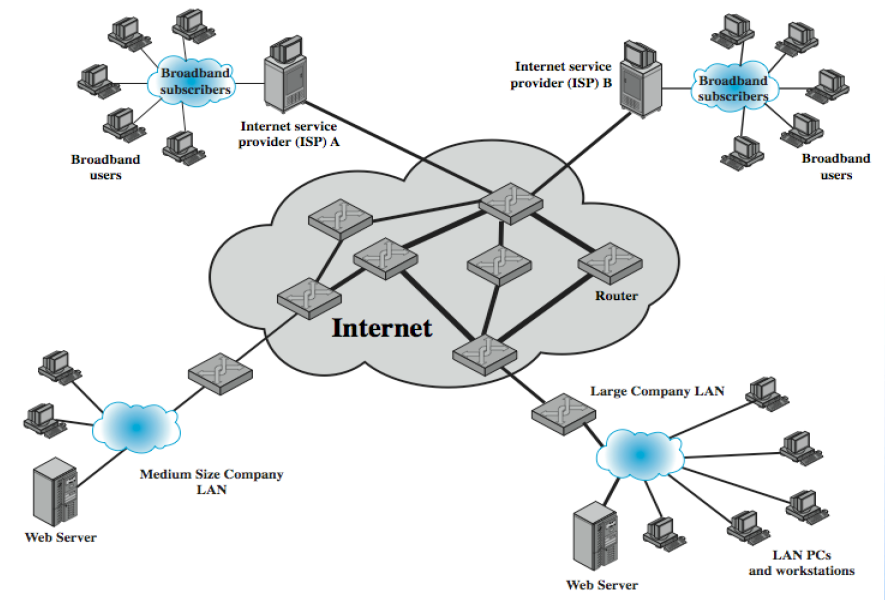 Broadband
subscribers
Internet service
provider (ISP) A
Broadband
users
Internet service
provider (ISP) B
Broadband
subscribers
Broadband
users
Router
Internet
Large Company LAN
Medium Size Company
LAN
Web Server
LAN PCs
and workstations
Web Server